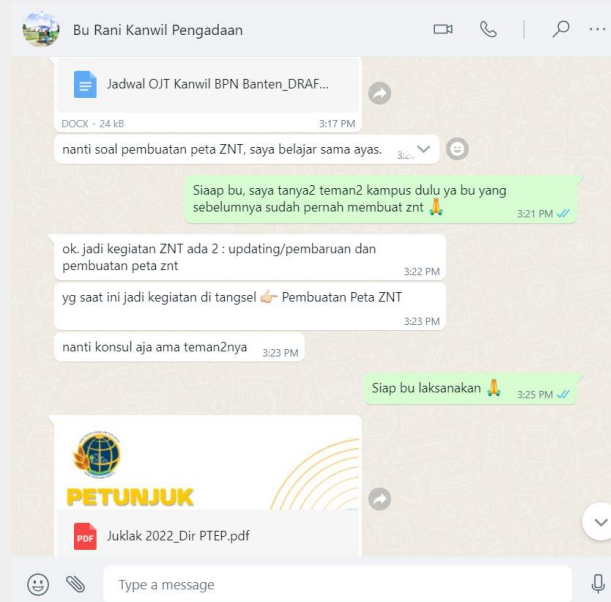 Bu Rani Kanwil Pengadaan
Jadwal OJT Kanwil BPN Banten_DRAF...
DOCX • 24 kB
3:17 PM
nanti soal pembuatan peta ZNT, saya belajar sama ayas.
Siaap bu, saya tanya2 teman2 kampus dulu ya bu yang
sebelumnya sudah pernah membuat znt 🙏
3:21 PM
ok. jadi kegiatan ZNT ada 2 : updating/pembaruan dan
pembuatan peta znt
3:22 PM
yg saat ini jadi kegiatan di tangsel 👉🏻 Pembuatan Peta ZNT
3:23 PM
nanti konsul aja ama teman2nya
3:23 PM
Siap bu laksanakan 🙏
3:25 PM
PETUNJUK
PDF
Juklak 2022_Dir PTEP.pdf
Type a message